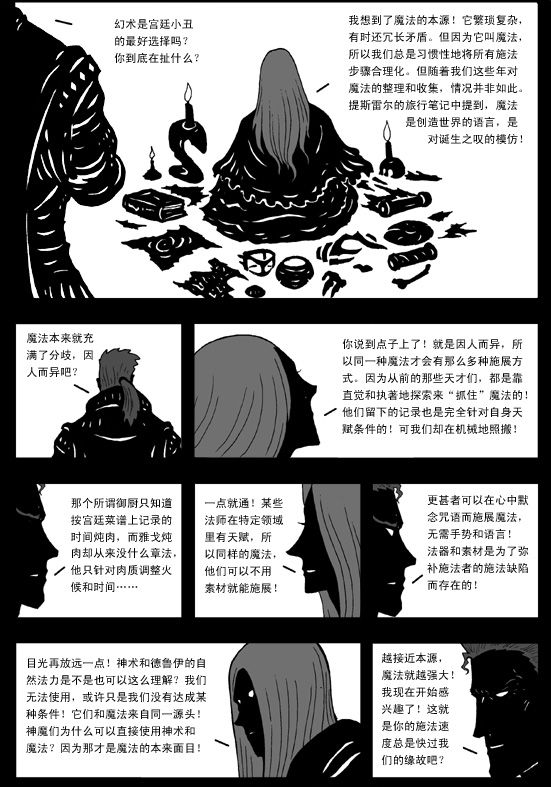 幻术是宫廷小丑
的最好选择吗？
你到底在扯什么？
我想到了魔法的本源！它繁琐复杂，
有时还冗长矛盾。但因为它叫魔法，
所以我们总是习惯性地将所有施法
步骤合理化。但随着我们这些年对
魔法的整理和收集，情况并非如此。
提斯雷尔的旅行笔记中提到，魔法
是创造世界的语言，是
对诞生之叹的模仿！
魔法本来就充
满了分歧，因
人而异吧？
你说到点子上了！就是因人而异，所
以同一种魔法才会有那么多种施展方
式。因为从前的那些天才们，都是靠
直觉和执著地探索来“抓住”魔法的！
他们留下的记录也是完全针对自身天
赋条件的！可我们却在机械地照搬！
那个所谓御厨只知道
按宫廷菜谱上记录的
时间炖肉，而雅戈炖
肉却从来没什么章法，
他只针对肉质调整火
候和时间……
一点就通！某些
法师在特定领域
里有天赋，所
以同样的魔法，
他们可以不用
素材就能施展！
更甚者可以在心中默
念咒语而施展魔法，
无需手势和语言！
法器和素材是为了弥
补施法者的施法缺陷
而存在的！
目光再放远一点！神术和德鲁伊的自
然法力是不是也可以这么理解？我们
无法使用，或许只是我们没有达成某
种条件！它们和魔法来自同一源头！
神魔们为什么可以直接使用神术和
魔法？因为那才是魔法的本来面目！
越接近本源，
魔法就越强大！
我现在开始感
兴趣了！这就
是你的施法速
度总是快过我
们的缘故吧？